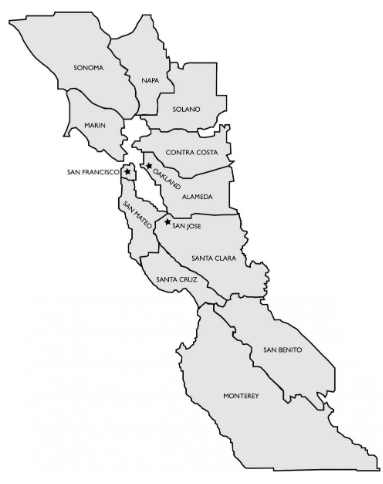 SONOMA
NAPA
SOLANO
MARIN
CONTRA COSTA
SAN FRANCISCO
OAKLAND
ALAMEDA
SAN MATEO
SAN JOSE
SANTA CLARA
SANTA CRUZ
SAN BENITO
MONTEREY